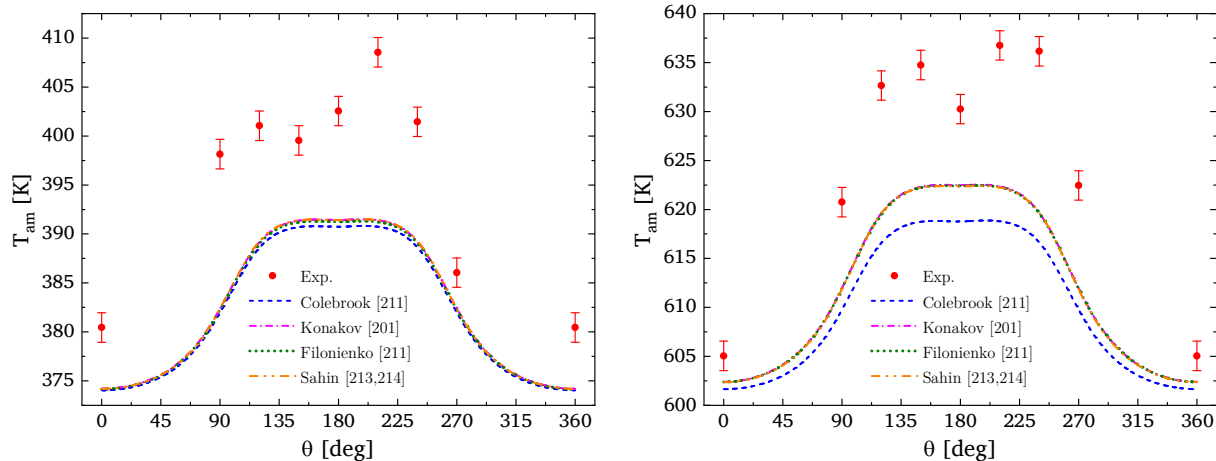 410
405
400
395
390
385
380
375
T_am [K]
Exp.
Colebrook [211]
Konakov [201]
Filonienko [211]
Sahin [213,214]
0 45 90 135 180 225 270 315 360
θ [deg]
640
635
630
625
620
615
610
605
600
T_am [K]
Exp.
Colebrook [211]
Konakov [201]
Filonienko [211]
Sahin [213,214]
0 45 90 135 180 225 270 315 360
θ [deg]